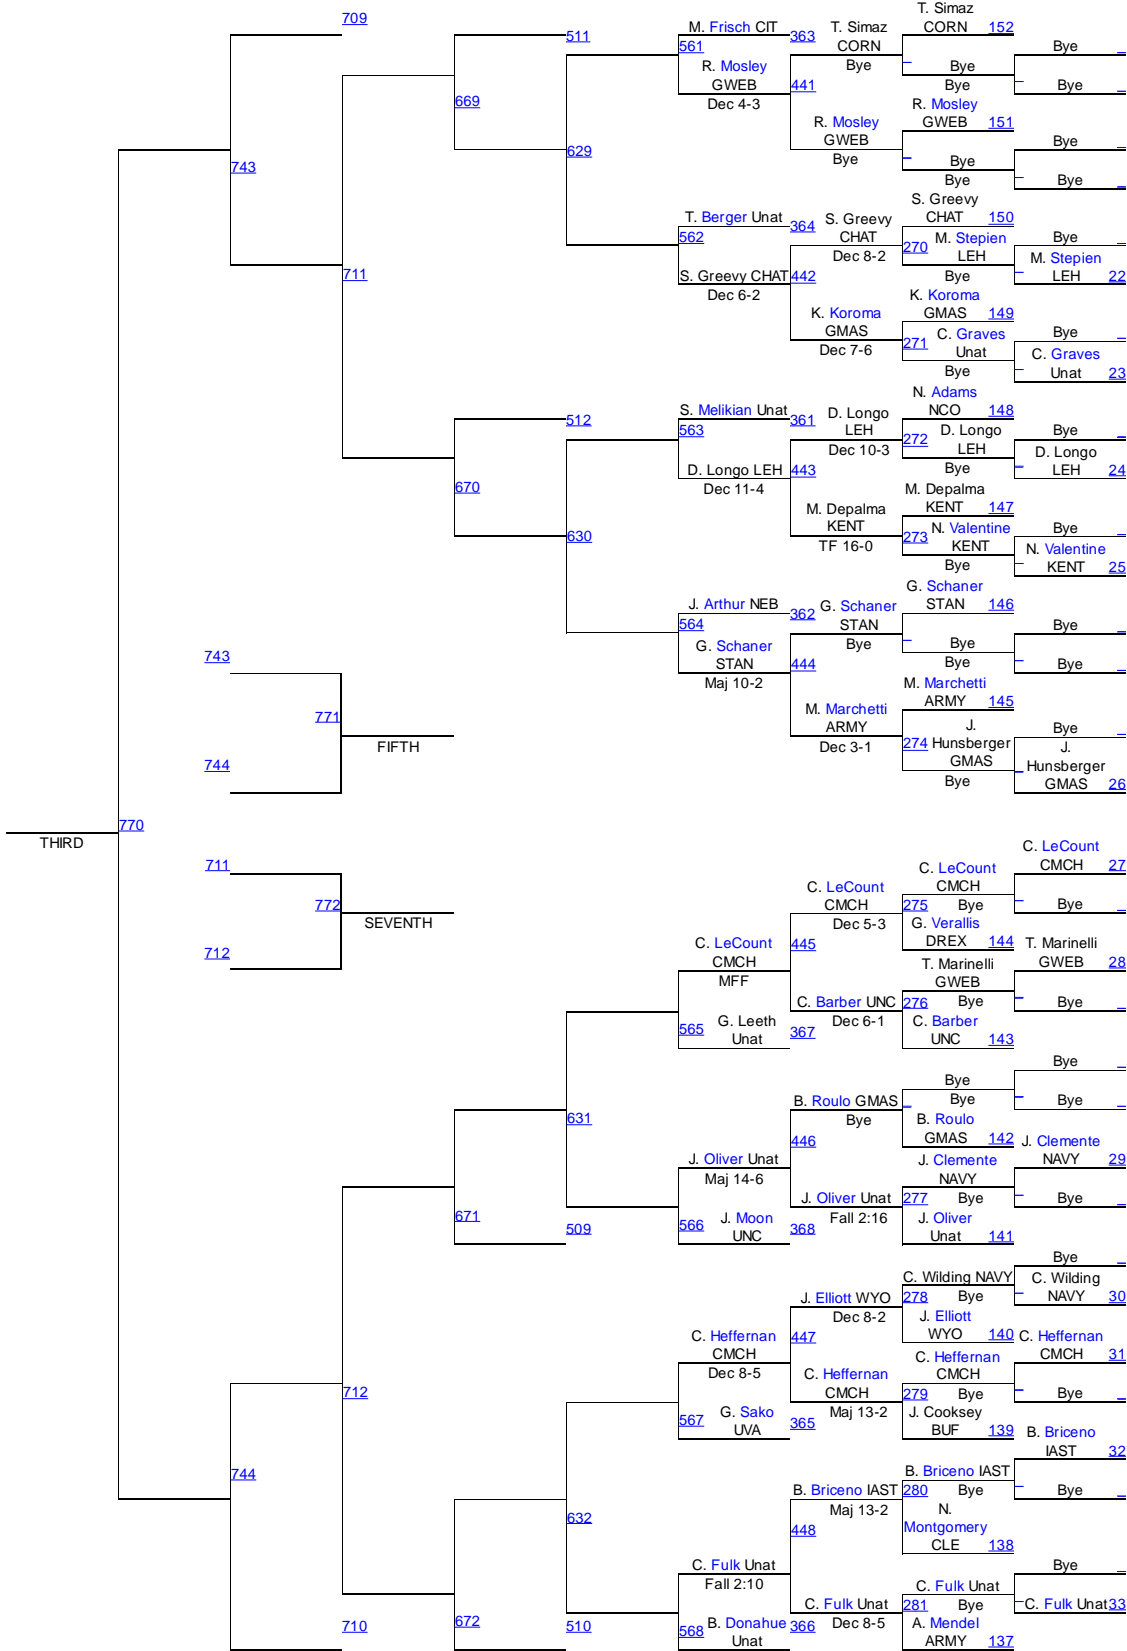 T. Simaz
709 M. Frisch CIT T. Simaz CORN 152
511 363 CORN Bye
561 Bye
R. Mosley Bye
GWEB 441 Bye Bye
669 Dec 4-3 R. Mosley
R. Mosley GWEB 151
GWEB Bye
743 629 Bye Bye
Bye Bye
S. Greevy
T. Berger Unat 364 S. Greevy CHAT 150
562 CHAT 270 M. Stepien Bye
Dec 8-2 LEH M. Stepien
711 S. Greevy CHAT 442 Bye LEH 22
Dec 6-2 K. Koroma
K. Koroma GMAS 149
GMAS 271 C. Graves Bye
Dec 7-6 Unat C. Graves
Bye Unat 23
N. Adams
512 S. Melikian Unat 361 D. Longo NCO 148
563 LEH 272 D. Longo Bye
Dec 10-3 LEH D. Longo
D. Longo LEH 443 Bye LEH 24
670 Dec 11-4 M. Depalma
M. Depalma KENT 147
KENT 273 N. Valentine Bye
630 TF 16-0 KENT N. Valentine
Bye KENT 25
G. Schaner
J. Arthur NEB 362 G. Schaner STAN 146
564 STAN Bye
G. Schaner Bye Bye
743 STAN 444 Bye Bye
Maj 10-2 M. Marchetti
M. Marchetti ARMY 145
771 ARMY J. Bye
FIFTH Dec 3-1 274 Hunsberger J.
744 GMAS Hunsberger
Bye GMAS 26
770
THIRD C. LeCount
711 C. LeCount CMCH 27
C. LeCount CMCH
772 CMCH 275 Bye Bye
SEVENTH Dec 5-3 G. Verallis
C. LeCount 445 DREX 144 T. Marinelli
712 CMCH T. Marinelli GWEB 28
MFF GWEB
C. Barber UNC 276 Bye Bye
565 G. Leeth 367 Dec 6-1 C. Barber
Unat UNC 143
Bye
Bye
B. Roulo GMAS Bye Bye
631 Bye B. Roulo
446 GMAS 142 J. Clemente
J. Oliver Unat J. Clemente NAVY 29
Maj 14-6 NAVY
J. Oliver Unat 277 Bye Bye
671 509 566 J. Moon 368 Fall 2:16 J. Oliver
UNC Unat 141
Bye
C. Wilding NAVY C. Wilding
J. Elliott WYO 278 Bye NAVY 30
Dec 8-2 J. Elliott
C. Heffernan 447 WYO 140 C. Heffernan
CMCH C. Heffernan CMCH 31
Dec 8-5 C. Heffernan CMCH
712 CMCH 279 Bye Bye
567 G. Sako 365 Maj 13-2 J. Cooksey
UVA BUF 139 B. Briceno
IAST 32
744 B. Briceno IAST
B. Briceno IAST 280 Bye Bye
632 Maj 13-2 N.
448 Montgomery
CLE 138
C. Fulk Unat Bye
Fall 2:10 C. Fulk Unat
C. Fulk Unat 281 Bye C. Fulk Unat 33
710 672 510 568 B. Donahue 366 Dec 8-5 A. Mendel
Unat ARMY 137